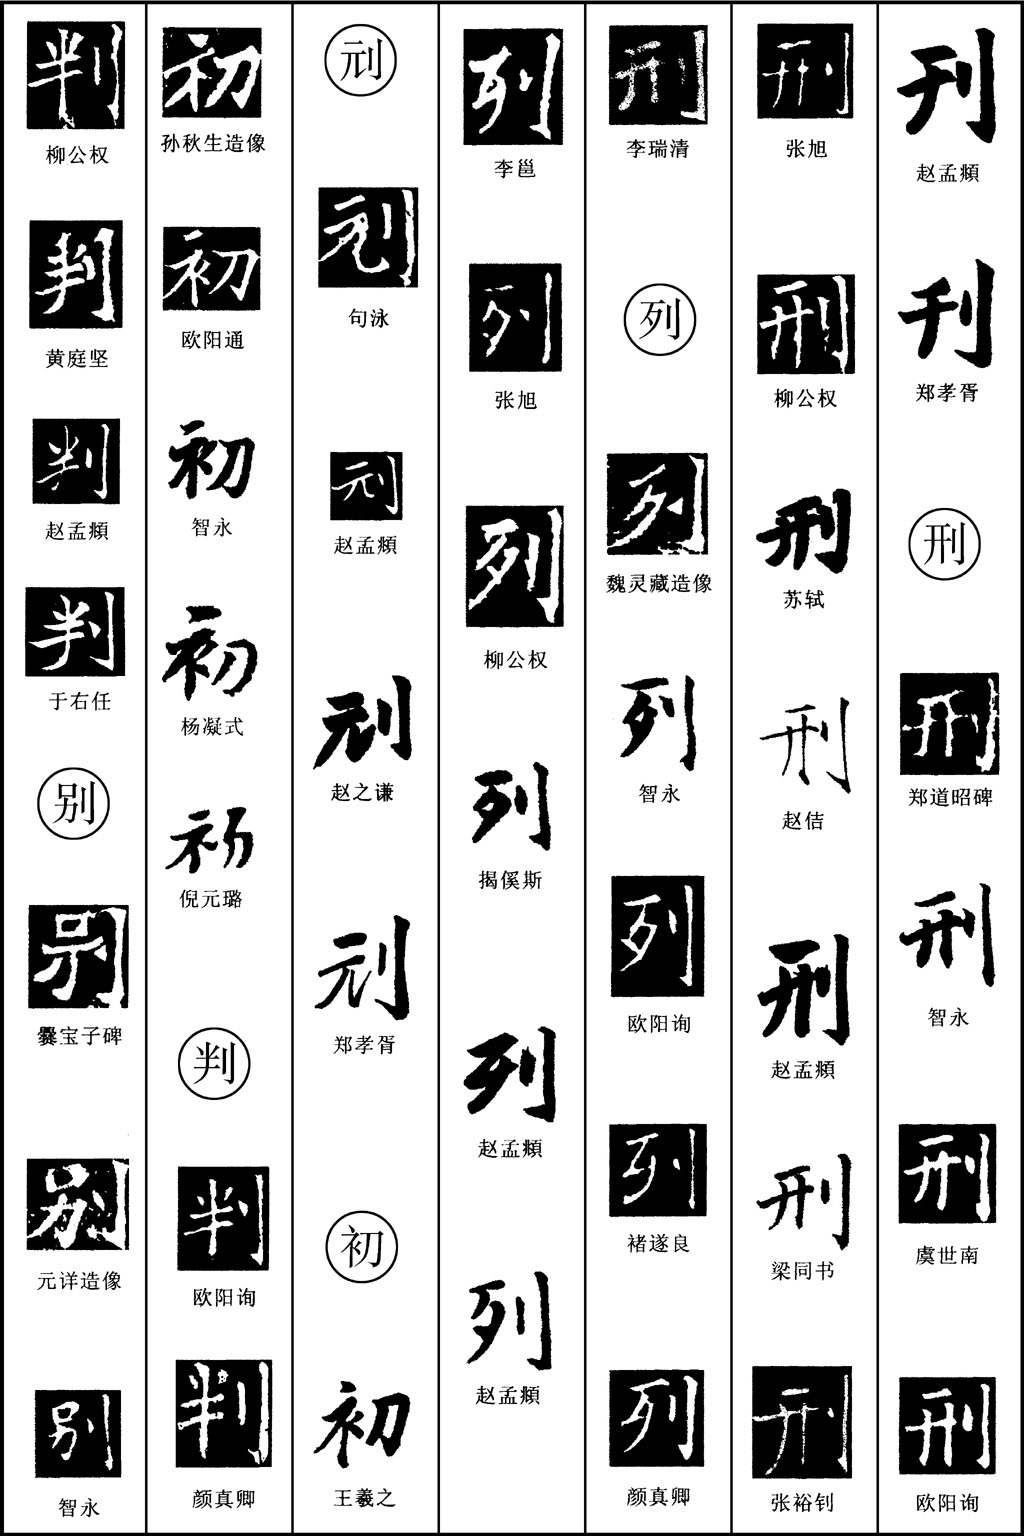 刊
赵孟頫
刊
郑孝胥
刑
刑
郑道昭碑
刑
智永
刑
虞世南
刑
欧阳询
刑
张旭
刑
柳公权
刑
苏轼
刑
赵佶
刑
赵孟頫
刑
梁同书
刑
张裕钊
刑
李瑞清
列
列
魏灵藏造像
列
智永
列
欧阳询
列
褚遂良
列
颜真卿
列
李邕
列
张旭
列
柳公权
列
揭傒斯
列
赵孟頫
列
赵孟頫
刓
刓
句泳
刓
赵孟頫
刓
赵之谦
刓
郑孝胥
初
初
王羲之
初
孙秋生造像
初
欧阳通
初
智永
初
杨凝式
初
倪元璐
判
判
欧阳询
判
颜真卿
判
柳公权
判
黄庭坚
判
赵孟頫
判
于右任
别
别
爨宝子碑
别
元详造像
别
智永